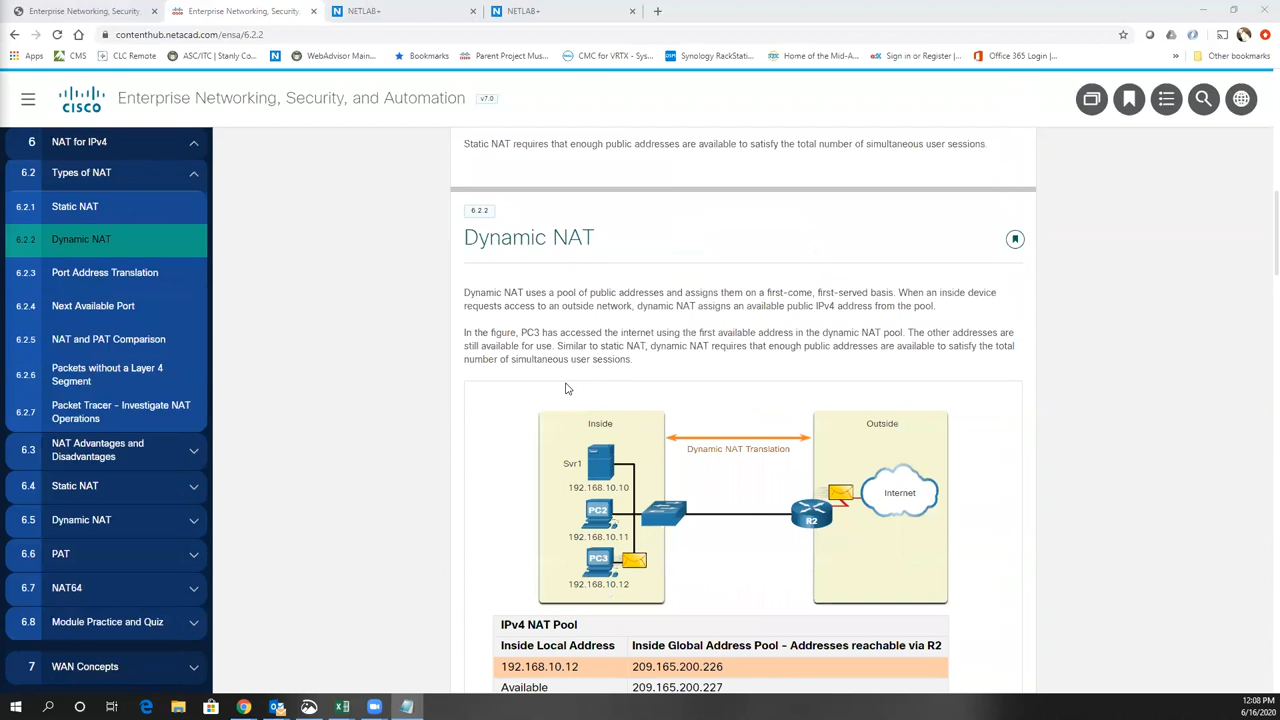 Enterprise Networking, Security, ×
Enterprise Networking, Security, ×
NETLAB+ ×
NETLAB+ ×
contenthub.netacad.com/ensa/6.2.2
Apps
CMS
CLC Remote
ASC/ITC | Stanly Co...
WebAdvisor Main...
Bookmarks
Parent Project Mus...
CMC for VRTX - Sys...
Synology RackStati...
Home of the Mid-A...
Sign in or Register |...
Office 365 Login |...
»
Other bookmarks
CISCO
Enterprise Networking, Security, and Automation v7.0
6 NAT for IPv4
6.2 Types of NAT
6.2.1 Static NAT
6.2.2 Dynamic NAT
6.2.3 Port Address Translation
6.2.4 Next Available Port
6.2.5 NAT and PAT Comparison
6.2.6 Packets without a Layer 4
Segment
6.2.7 Packet Tracer - Investigate NAT
Operations
6.3 NAT Advantages and
Disadvantages
6.4 Static NAT
6.5 Dynamic NAT
6.6 PAT
6.7 NAT64
6.8 Module Practice and Quiz
7 WAN Concepts
Static NAT requires that enough public addresses are available to satisfy the total number of simultaneous user sessions.
6.2.2
Dynamic NAT
Dynamic NAT uses a pool of public addresses and assigns them on a first-come, first-served basis. When an inside device
requests access to an outside network, dynamic NAT assigns an available public IPv4 address from the pool.
In the figure, PC3 has accessed the internet using the first available address in the dynamic NAT pool. The other addresses are
still available for use. Similar to static NAT, dynamic NAT requires that enough public addresses are available to satisfy the total
number of simultaneous user sessions.
Inside
Outside
Dynamic NAT Translation
Svr1
192.168.10.10
PC2
192.168.10.11
PC3
192.168.10.12
R2
Internet
IPv4 NAT Pool
Inside Local Address Inside Global Address Pool - Addresses reachable via R2
192.168.10.12 209.165.200.226
Available 209.165.200.227
12:08 PM
6/16/2020